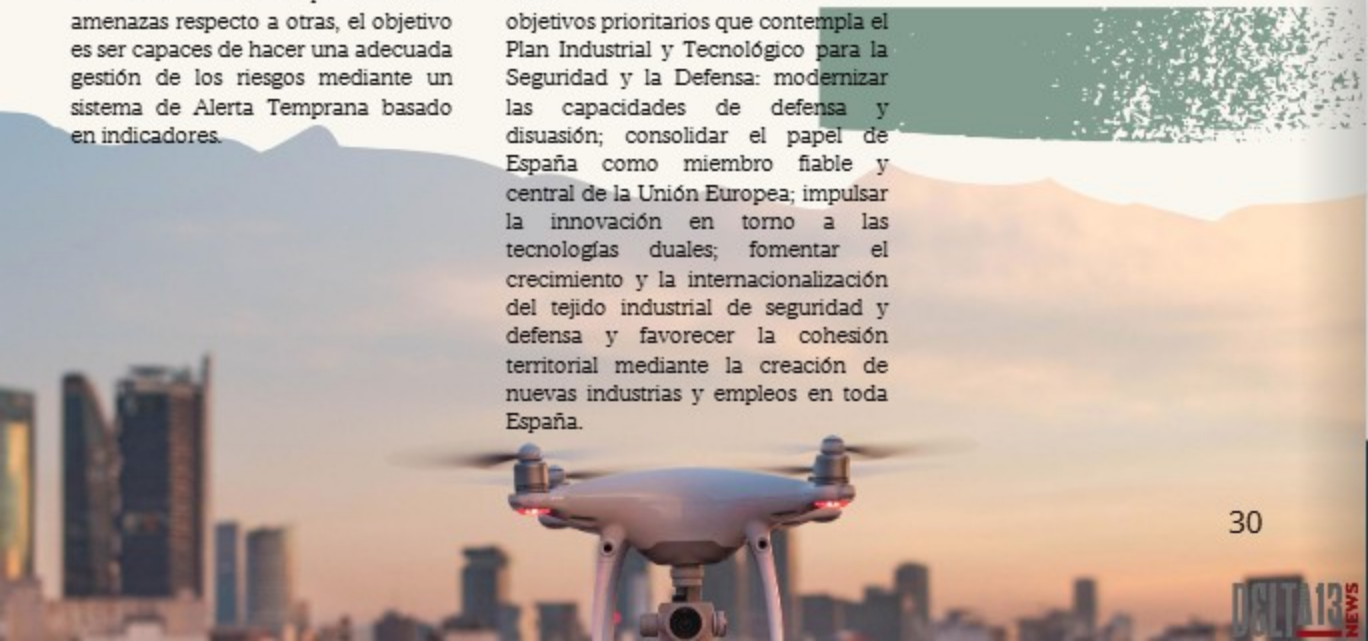 amenazas respecto a otras, el objetivo
es ser capaces de hacer una adecuada
gestión de los riesgos mediante un
sistema de Alerta Temprana basado
en indicadores.
objetivos prioritarios que contempla el
Plan Industrial y Tecnológico para la
Seguridad y la Defensa: modernizar
las capacidades de defensa y
disuasión; consolidar el papel de
España como miembro fiable y
central de la Unión Europea; impulsar
la innovación en torno a las
tecnologías duales; fomentar el
crecimiento y la internacionalización
del tejido industrial de seguridad y
defensa y favorecer la cohesión
territorial mediante la creación de
nuevas industrias y empleos en toda
España.
30
DELTA13
NEWS